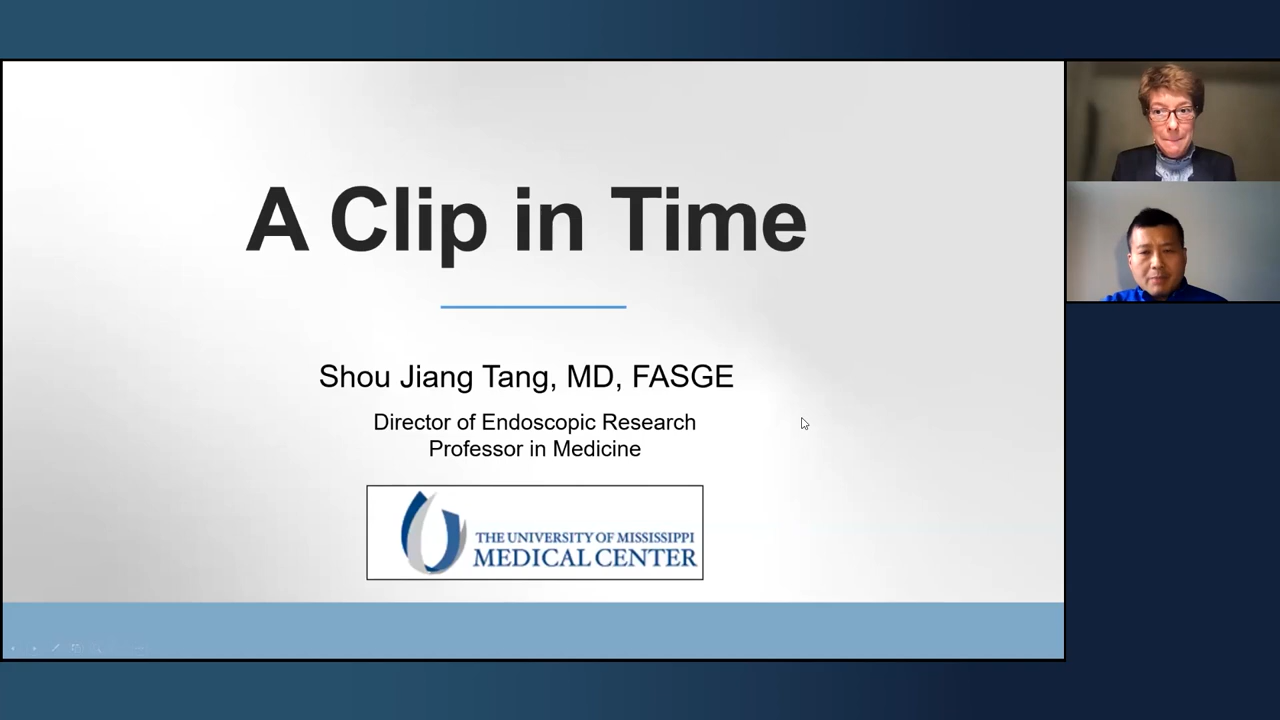 A Clip in Time
Shou Jiang Tang, MD, FASGE
Director of Endoscopic Research
Professor in Medicine
THE UNIVERSITY OF MISSISSIPPI
MEDICAL CENTER